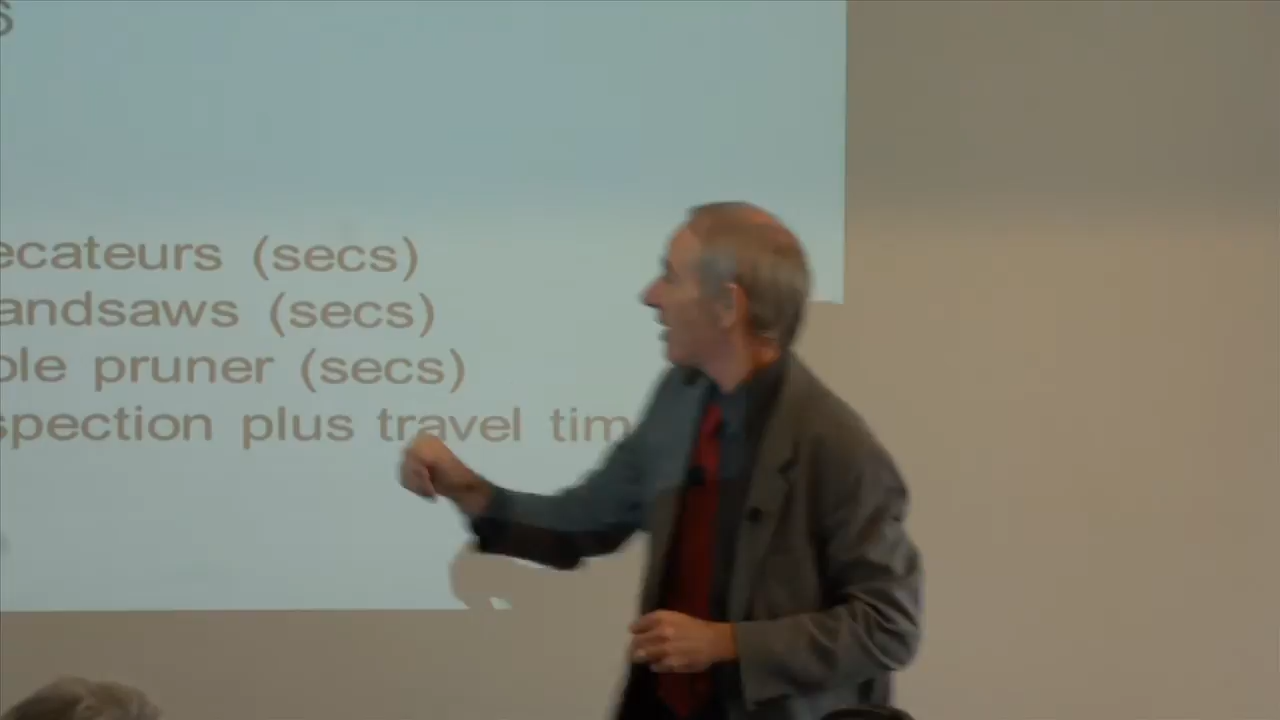 s
ecateurs (secs)
andsaws (secs)
ole pruner (secs)
spection plus travel tim